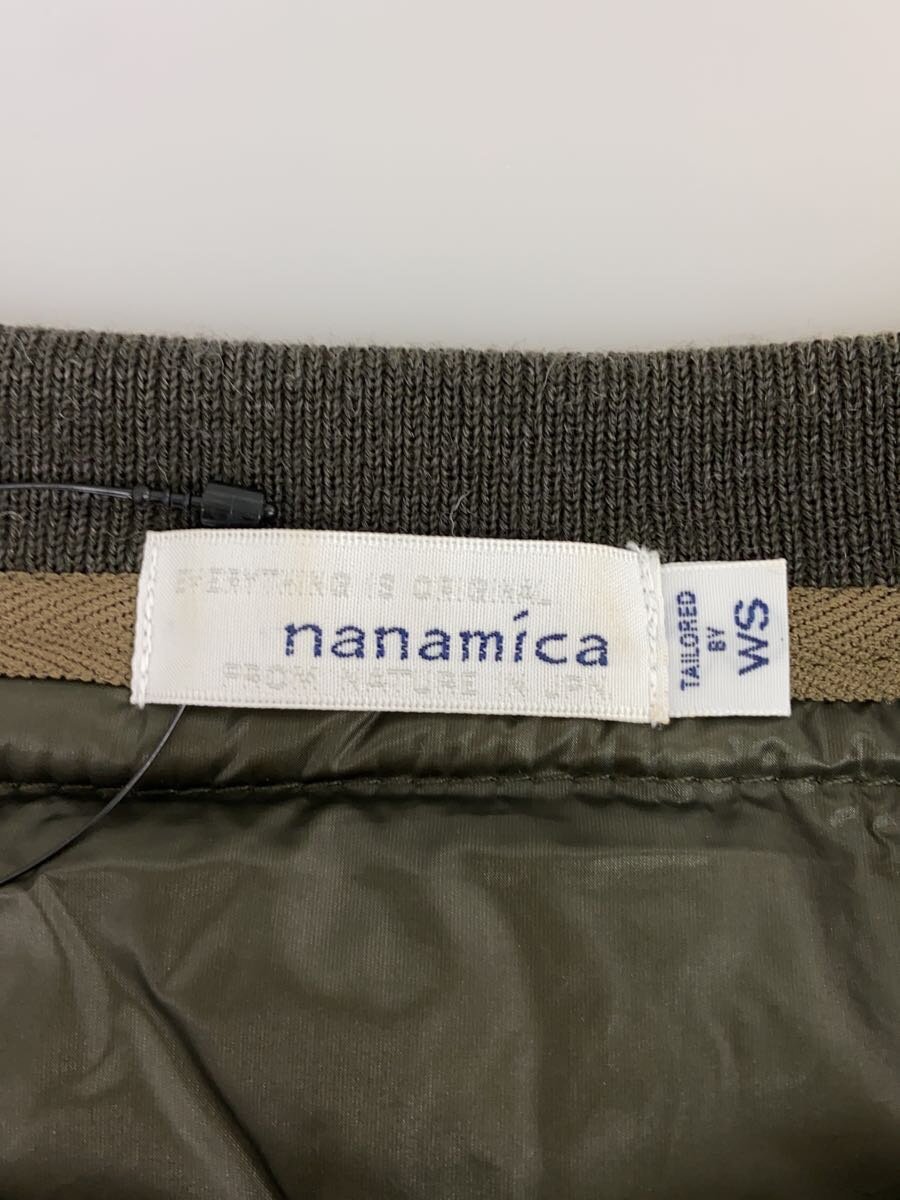 EVERYTHING IS ORIGINAL
nanamíca
FROM NATURE IN JPN
TAILORED
BY
WS